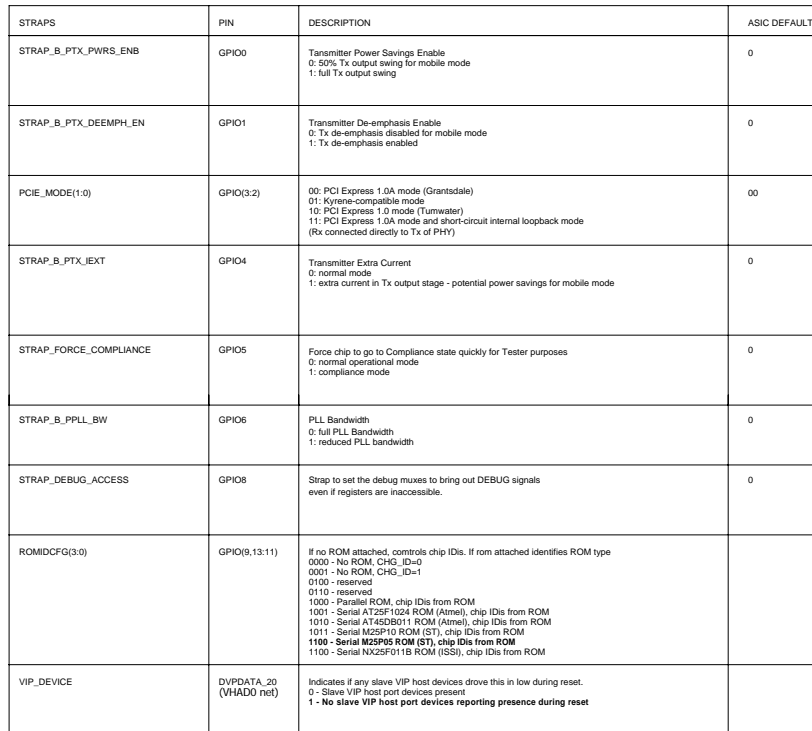 STRAPS PIN DESCRIPTION ASIC DEFAULT
STRAP_B_PTX_PWRS_ENB GPIO0 Tansmitter Power Savings Enable 0
0: 50% Tx output swing for mobile mode
1: full Tx output swing
STRAP_B_PTX_DEEMPH_EN GPIO1 Transmitter De-emphasis Enable 0
0: Tx de-emphasis disabled for mobile mode
1: Tx de-emphasis enabled
PCIE_MODE(1:0) GPIO(3:2) 00: PCI Express 1.0A mode (Grantsdale) 00
01: Kyrene-compatible mode
10: PCI Express 1.0 mode (Tumwater)
11: PCI Express 1.0A mode and short-circuit internal loopback mode
(Rx connected directly to Tx of PHY)
STRAP_B_PTX_IEXT GPIO4 Transmitter Extra Current 0
0: normal mode
1: extra current in Tx output stage - potential power savings for mobile mode
STRAP_FORCE_COMPLIANCE GPIO5 Force chip to go to Compliance state quickly for Tester purposes 0
0: normal operational mode
1: compliance mode
STRAP_B_PPLL_BW GPIO6 PLL Bandwidth 0
0: full PLL Bandwidth
1: reduced PLL bandwidth
STRAP_DEBUG_ACCESS GPIO8 Strap to set the debug muxes to bring out DEBUG signals 0
even if registers are inaccessible.
ROMIDCFG(3:0) GPIO(9,13:11) If no ROM attached, comtrols chip IDis. If rom attached identifies ROM type
0000 - No ROM, CHG_ID=0
0001 - No ROM, CHG_ID=1
0100 - reserved
0110 - reserved
1000 - Parallel ROM, chip IDis from ROM
1001 - Serial AT25F1024 ROM (Atmel), chip IDis from ROM
1010 - Serial AT45DB011 ROM (Atmel), chip IDis from ROM
1011 - Serial M25P10 ROM (ST), chip IDis from ROM
1100 - Serial M25P05 ROM (ST), chip IDis from ROM
1100 - Serial NX25F011B ROM (ISSI), chip IDis from ROM
VIP_DEVICE DVPDATA_20 Indicates if any slave VIP host devices drove this in low during reset.
(VHAD0 net) 0 - Slave VIP host port devices present
1 - No slave VIP host port devices reporting presence during reset